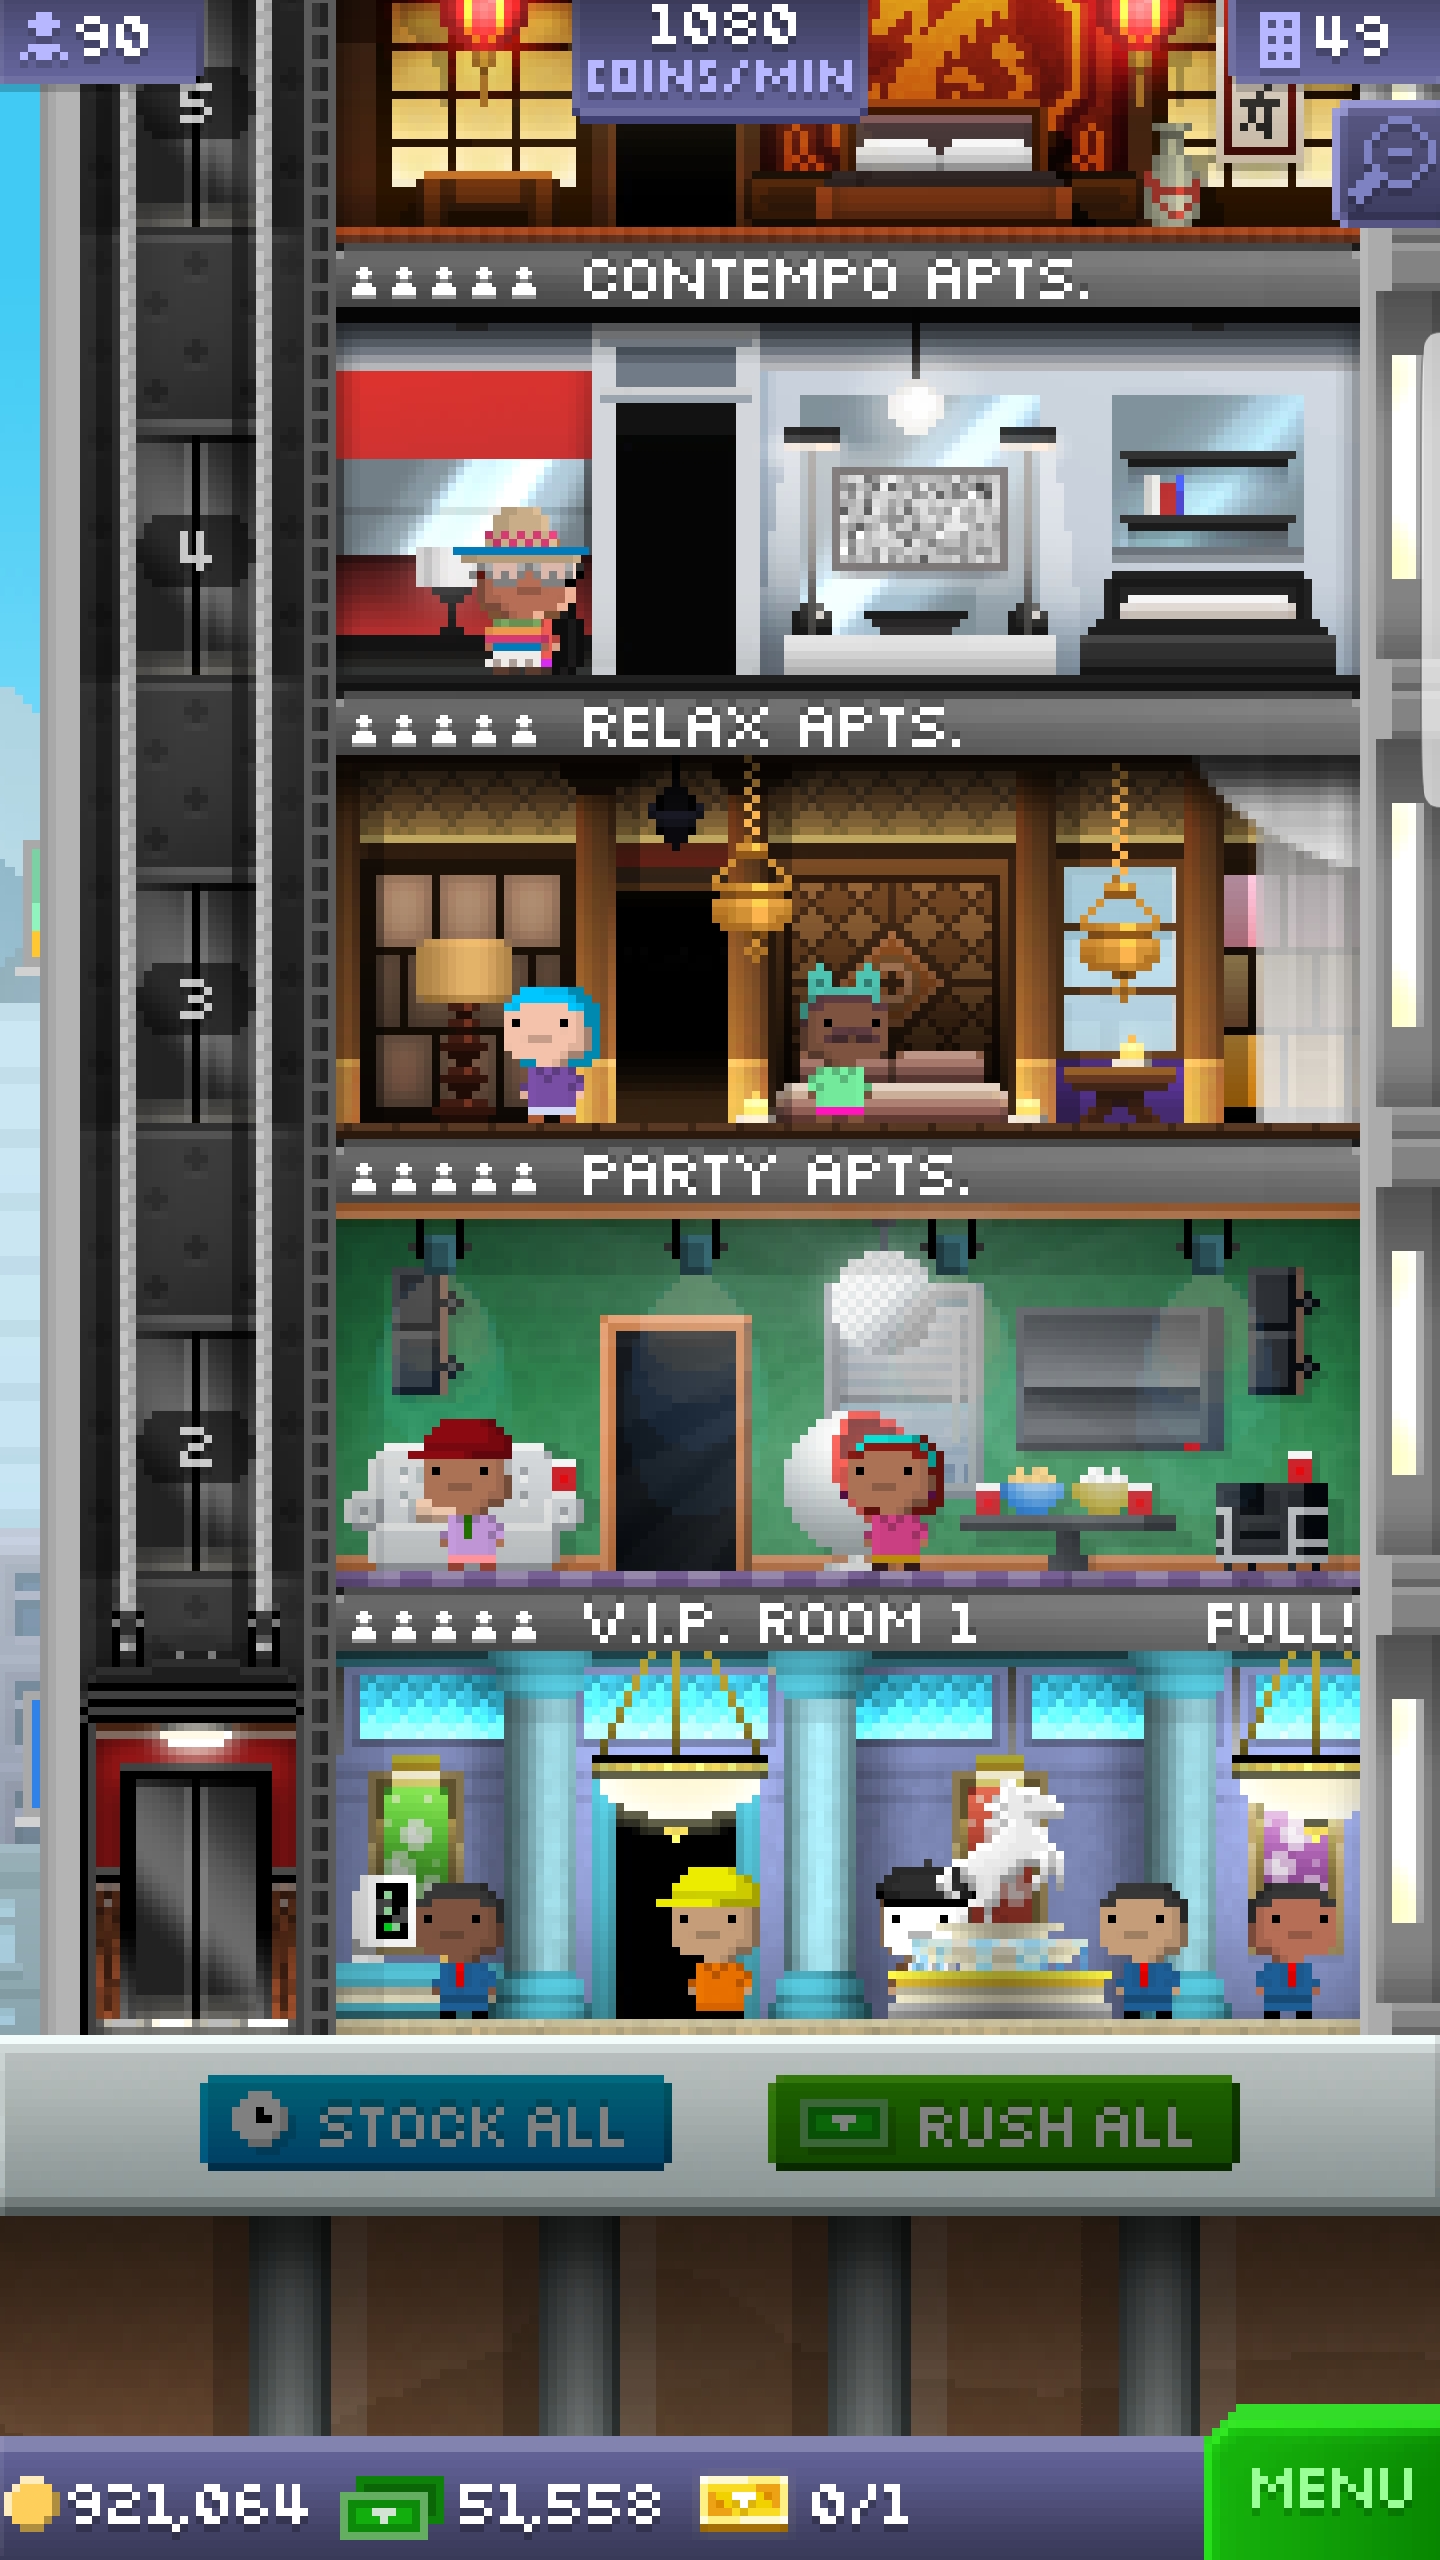 90
1080
COINS/MIN
49
5
CONTEMPO APTS.
4
RELAX APTS.
3
PARTY APTS.
2
V.I.P. ROOM 1 FULL!
STOCK ALL
RUSH ALL
921,064
51,558
0/1
MENU